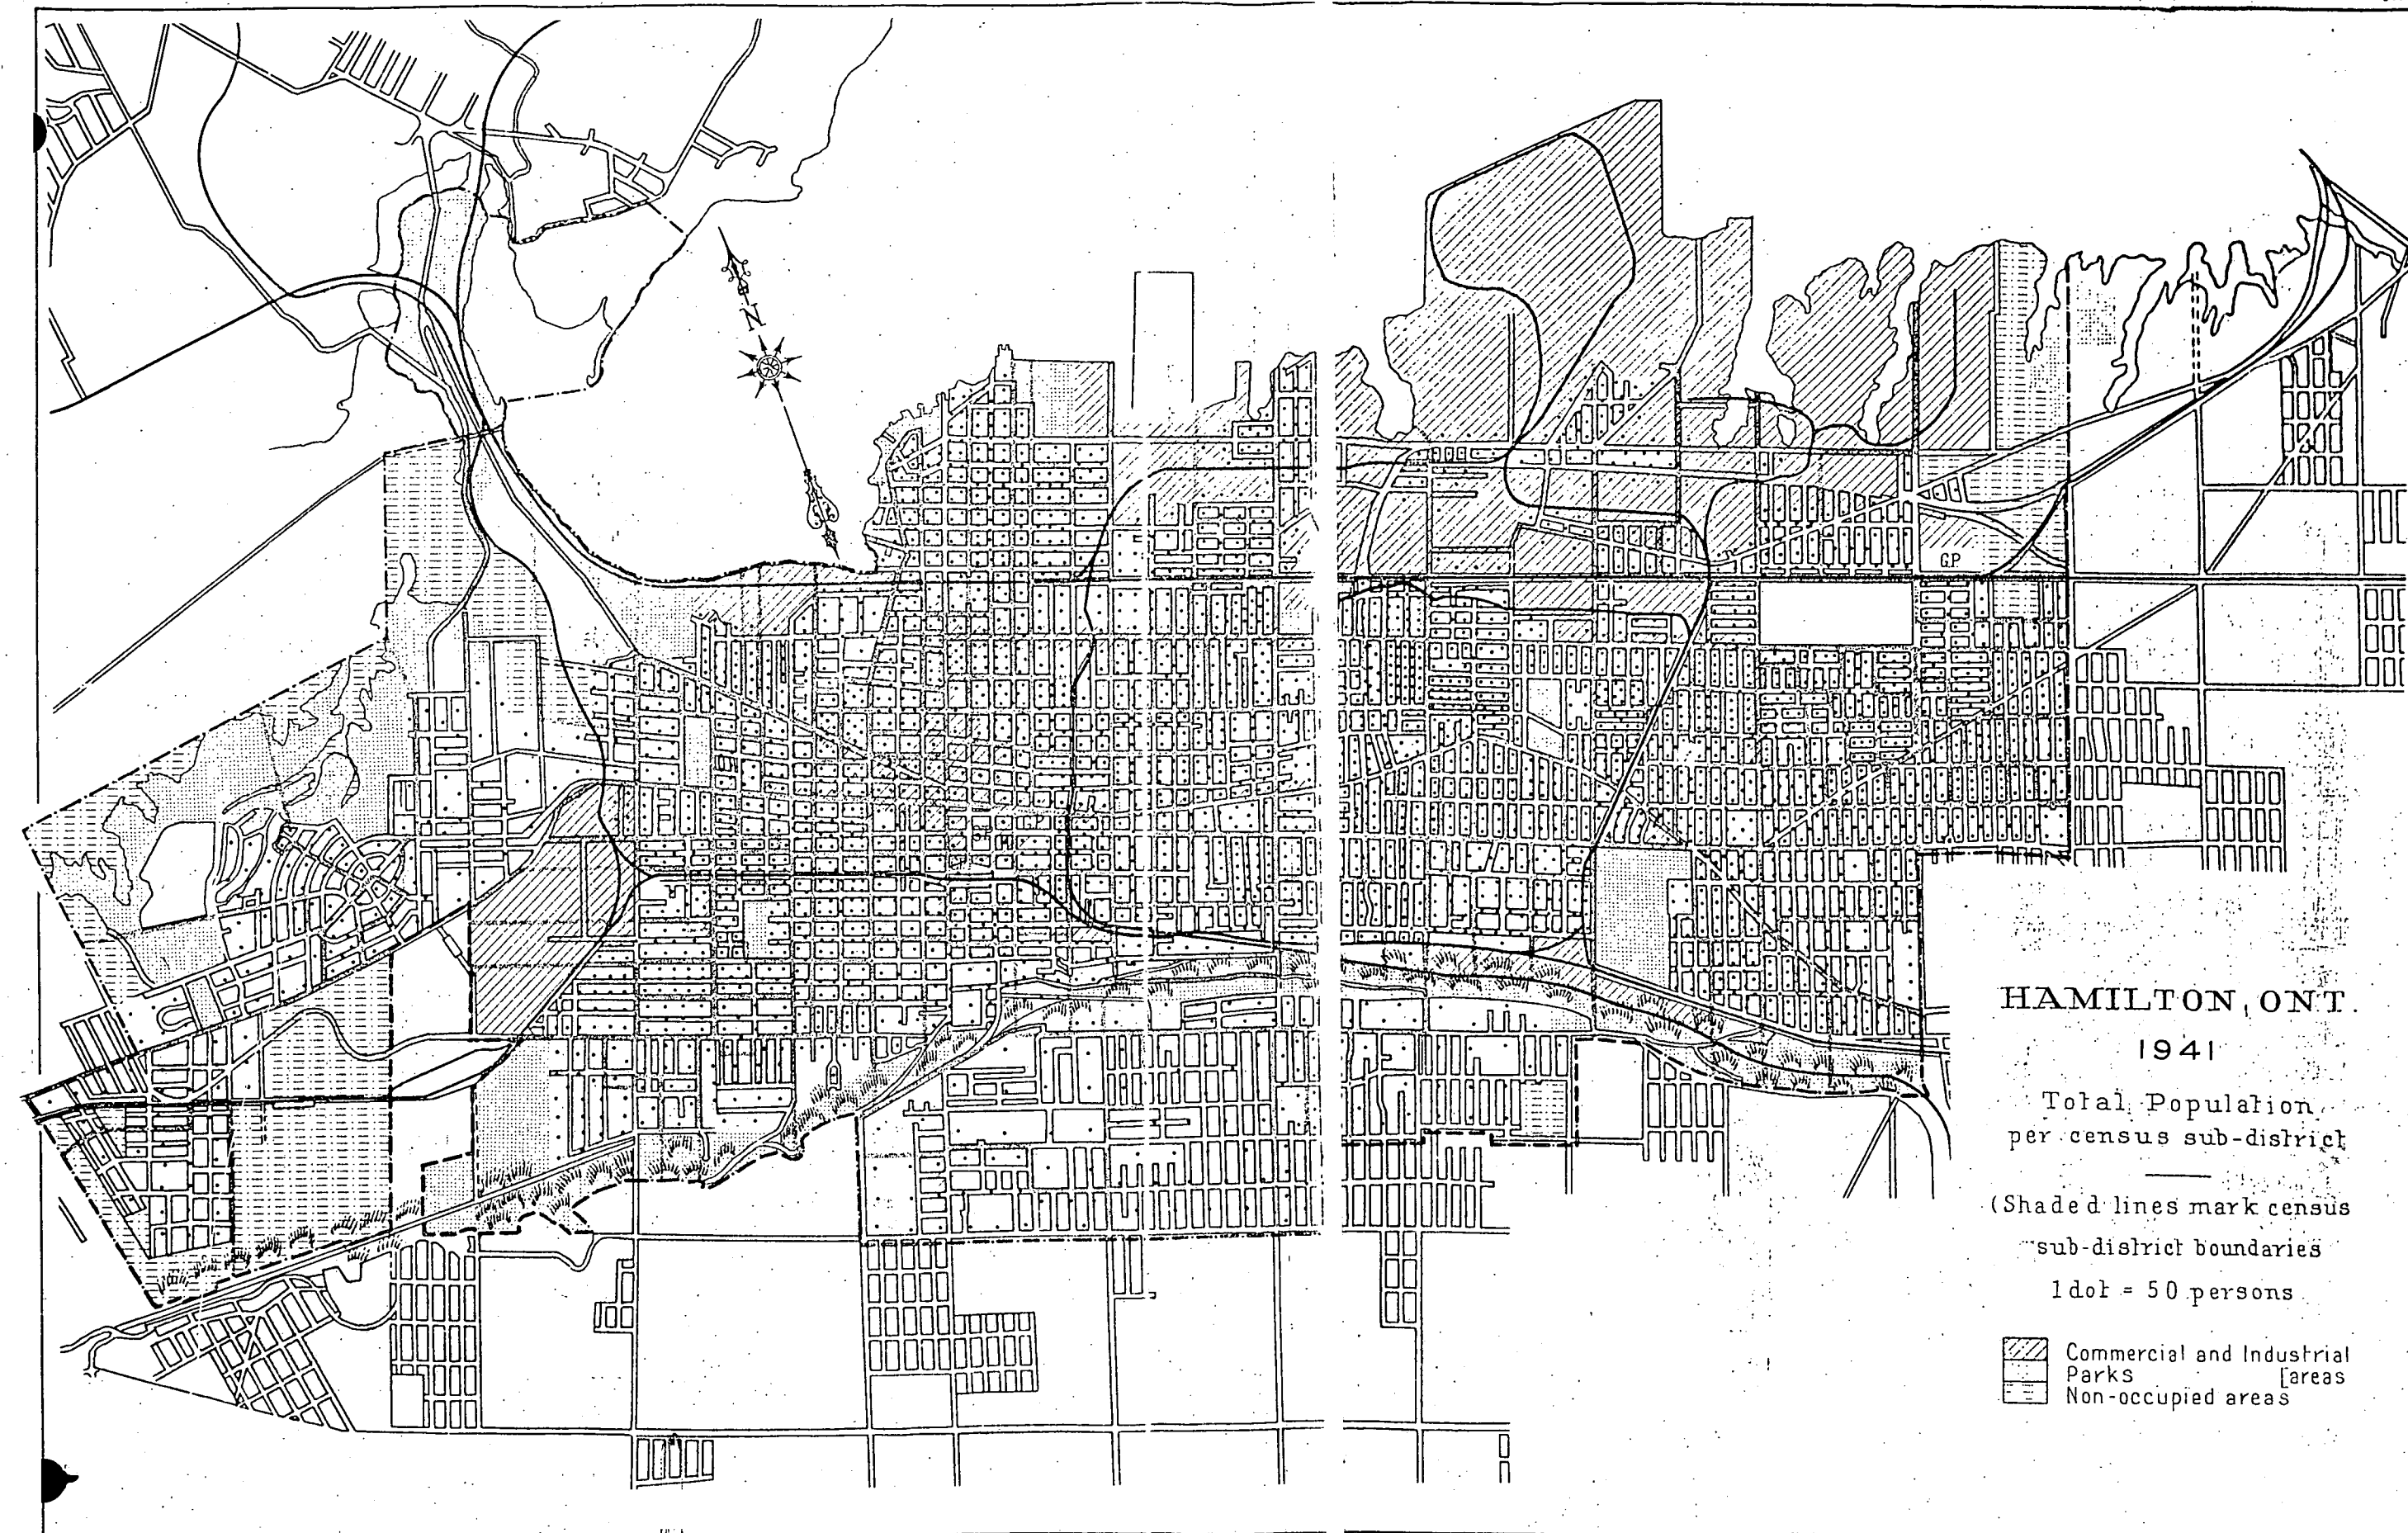 N
G.P.
HAMILTON, ONT.
1941
Total Population
per census sub-district
(Shaded lines mark census
sub-district boundaries
1 dot = 50 persons
Commercial and Industrial
Parks [areas
Non-occupied areas